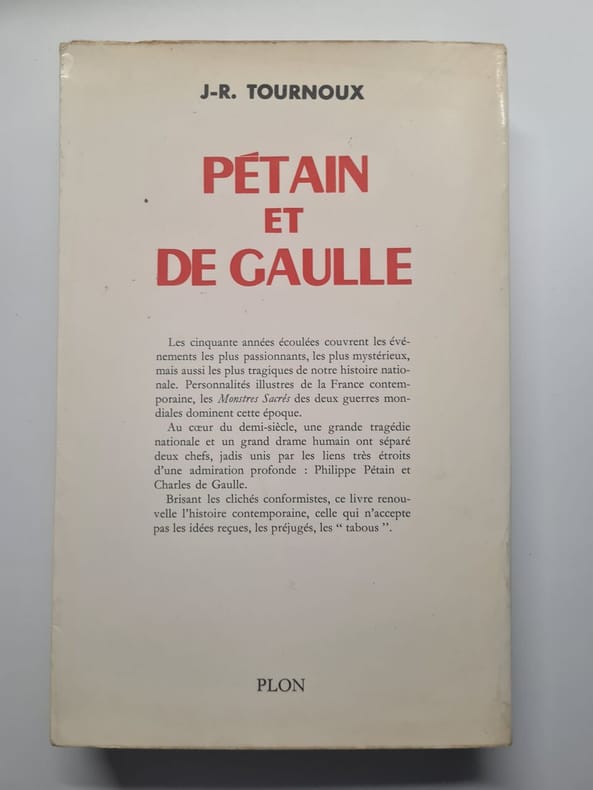 J-R. TOURNOUX
PÉTAIN
ET
DE GAULLE
Les cinquante années écoulées couvrent les évé-
nements les plus passionnants, les plus mystérieux,
mais aussi les plus tragiques de notre histoire natio-
nale. Personnalités illustres de la France contem-
poraine, les Monstres Sacrés des deux guerres mon-
diales dominent cette époque.
Au cœur du demi-siècle, une grande tragédie
nationale et un grand drame humain ont séparé
deux chefs, jadis unis par les liens très étroits
d'une admiration profonde : Philippe Pétain et
Charles de Gaulle.
Brisant les clichés conformistes, ce livre renou-
velle l'histoire contemporaine, celle qui n'accepte
pas les idées reçues, les préjugés, les “ tabous ”.
PLON